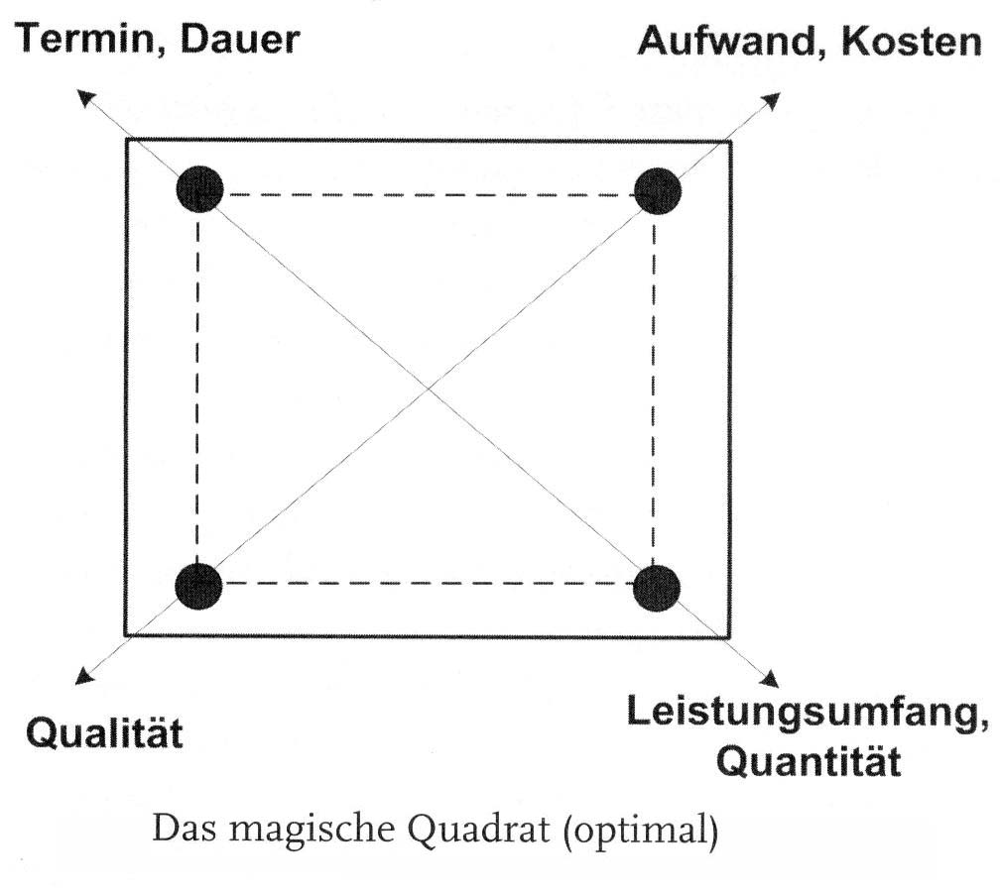 Termin, Dauer
Aufwand, Kosten
Qualität
Leistungsumfang,
Quantität
Das magische Quadrat (optimal)